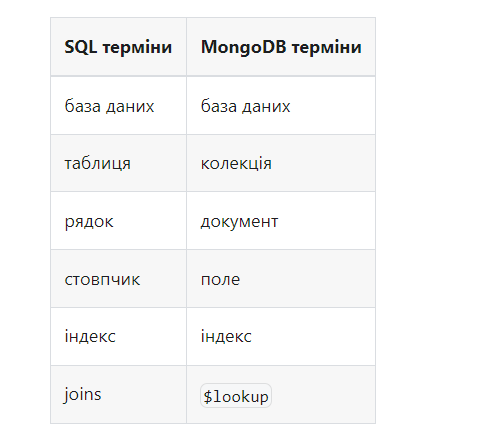 SQL терміни MongoDB терміни
база даних база даних
таблиця колекція
рядок документ
стовпчик поле
індекс індекс
joins $lookup